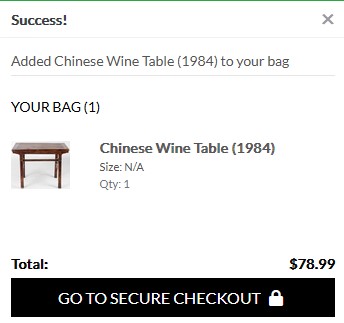 Success!
Added Chinese Wine Table (1984) to your bag
YOUR BAG (1)
Chinese Wine Table (1984)
Size: N/A
Qty: 1
Total: $78.99
GO TO SECURE CHECKOUT